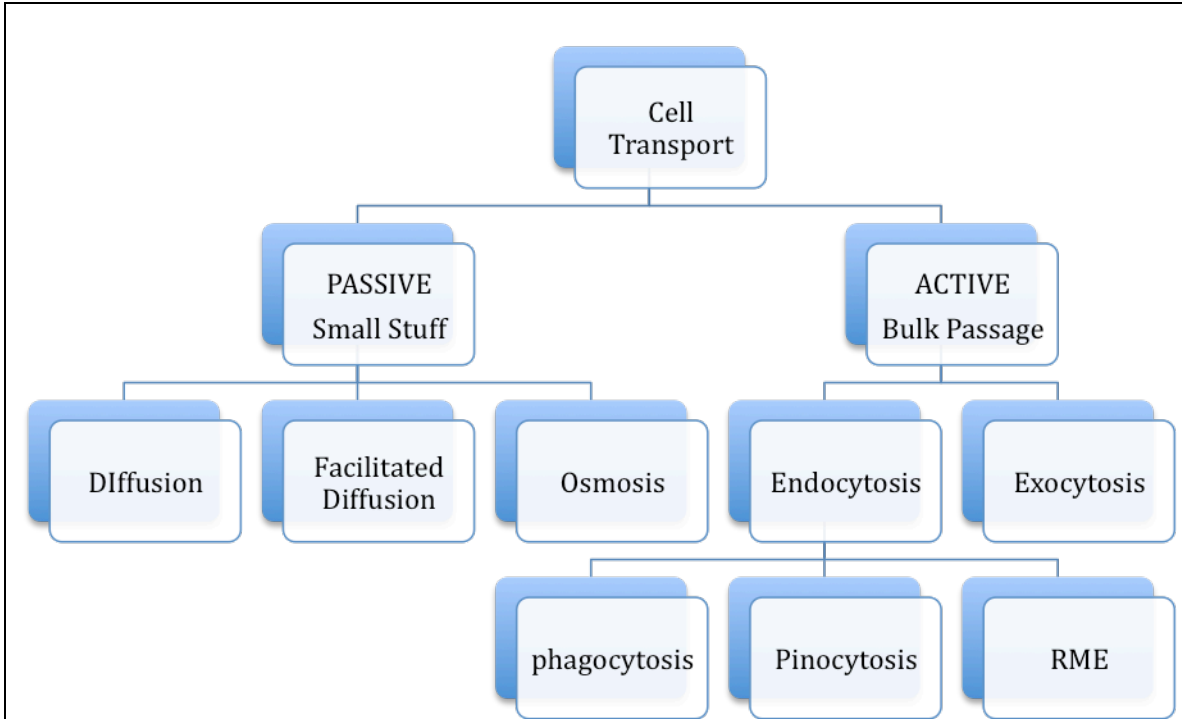 Cell
Transport
PASSIVE
Small Stuff
ACTIVE
Bulk Passage
DIffusion
Facilitated
Diffusion
Osmosis
Endocytosis
Exocytosis
phagocytosis
Pinocytosis
RME